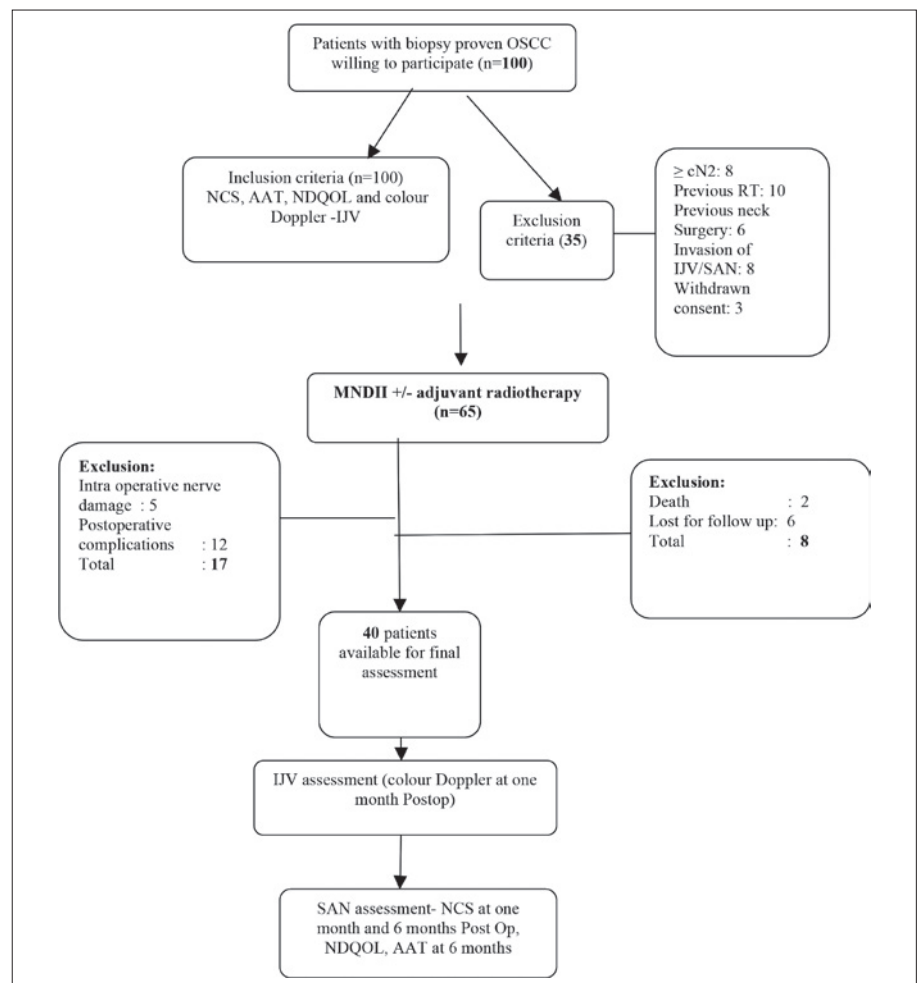 Patients with biopsy proven OSCC
willing to participate (n=100)
Inclusion criteria (n=100)
NCS, AAT, NDQOL and colour
Doppler -IJV
Exclusion
criteria (35)
≥ cN2: 8
Previous RT: 10
Previous neck
Surgery: 6
Invasion of
IJV/SAN: 8
Withdrawn
consent: 3
MNDII +/- adjuvant radiotherapy
(n=65)
Exclusion:
Intra operative nerve
damage : 5
Postoperative
complications : 12
Total : 17
Exclusion:
Death : 2
Lost for follow up: 6
Total : 8
40 patients
available for final
assessment
IJV assessment (colour Doppler at one
month Postop)
SAN assessment- NCS at one
month and 6 months Post Op,
NDQOL, AAT at 6 months